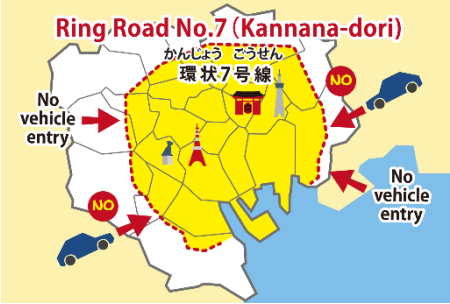 Ring Road No.7 (Kannana-dori)
かんじょう ごうせん
環状7号線
NO
No
vehicle
entry
No
vehicle
entry
NO